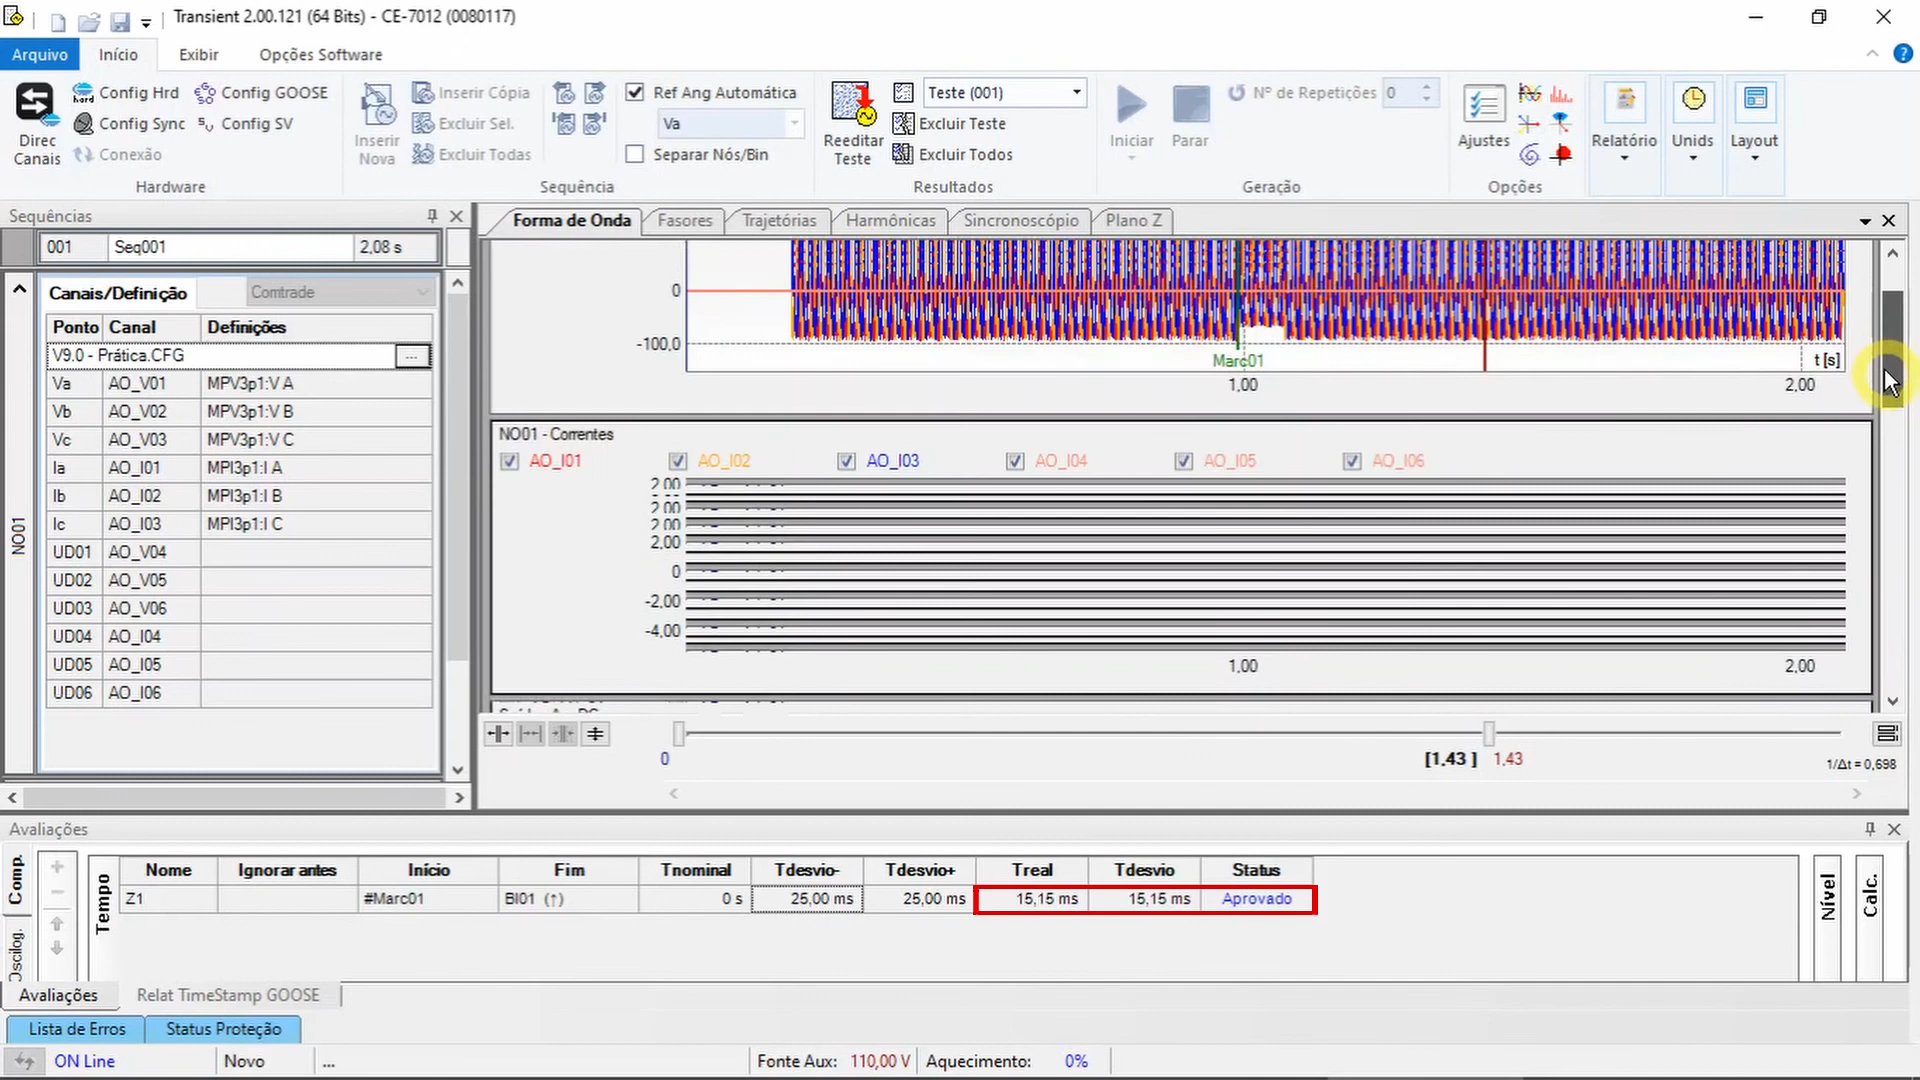 Transient 2.00.121 (64 Bits) - CE-7012 (0080117)
Arquivo Início Exibir Opções Software
Direc Canais
Config Hrd Config GOOSE
Config Sync Config SV
Conexão
Hardware
Inserir Nova
Inserir Cópia
Excluir Sel.
Excluir Todas
Ref Ang Automática
Va
Separar Nós/Bin
Sequência
Reeditar Teste
Teste (001)
Excluir Teste
Excluir Todos
Resultados
Iniciar Parar
Nº de Repetições 0
Geração
Ajustes
Opções
Relatório Unids Layout
Sequências
001 Seq001 2,08 s
NO01
Canais/Definição Comtrade
Ponto Canal Definições
V9.0 - Prática.CFG ...
Va AO_V01 MPV3p1:V A
Vb AO_V02 MPV3p1:V B
Vc AO_V03 MPV3p1:V C
Ia AO_I01 MPI3p1:I A
Ib AO_I02 MPI3p1:I B
Ic AO_I03 MPI3p1:I C
UD01 AO_V04
UD02 AO_V05
UD03 AO_V06
UD04 AO_I04
UD05 AO_I05
UD06 AO_I06
Forma de Onda Fasores Trajetórias Harmônicas Sincronoscópio Plano Z
0
-100,0
Marc01 t [s]
1,00 2,00
NO01 - Correntes
AO_I01 AO_I02 AO_I03 AO_I04 AO_I05 AO_I06
2,00
0
-2,00
-4,00
1,00 2,00
0 [1,43 ] 1,43 1/Δt = 0,698
Avaliações
Comp.
Oscilog.
Tempo
Nome Ignorar antes Início Fim Tnominal Tdesvio- Tdesvio+ Treal Tdesvio Status
Z1 #Marc01 BI01 (↑) 0 s 25,00 ms 25,00 ms 15,15 ms 15,15 ms Aprovado
Nível
Calc.
Avaliações Relat TimeStamp GOOSE
Lista de Erros Status Proteção
ON Line Novo ... Fonte Aux: 110,00 V Aquecimento: 0%